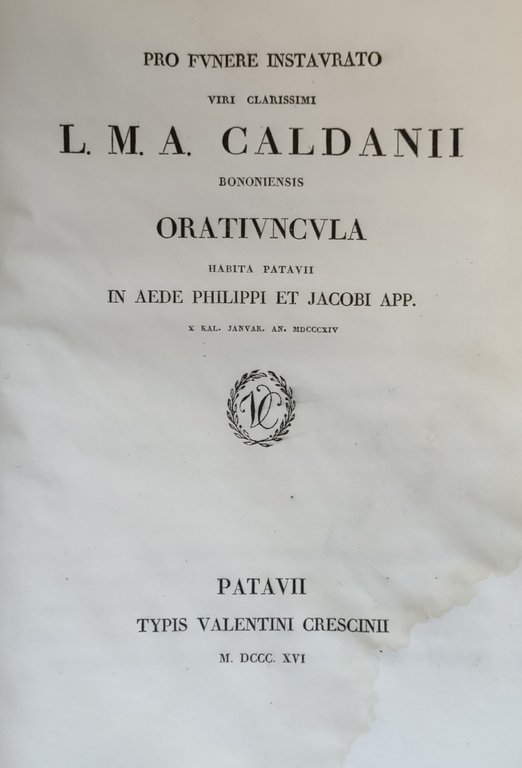 PRO FVNERE INSTAVRATO
VIRI CLARISSIMI
L. M. A. CALDANII
BONONIENSIS
ORATIVNCVLA
HABITA PATAVII
IN AEDE PHILIPPI ET JACOBI APP.
X KAL. JANVAR. AN. MDCCCXIV
VC
PATAVII
TYPIS VALENTINI CRESCINII
M. DCCC. XVI